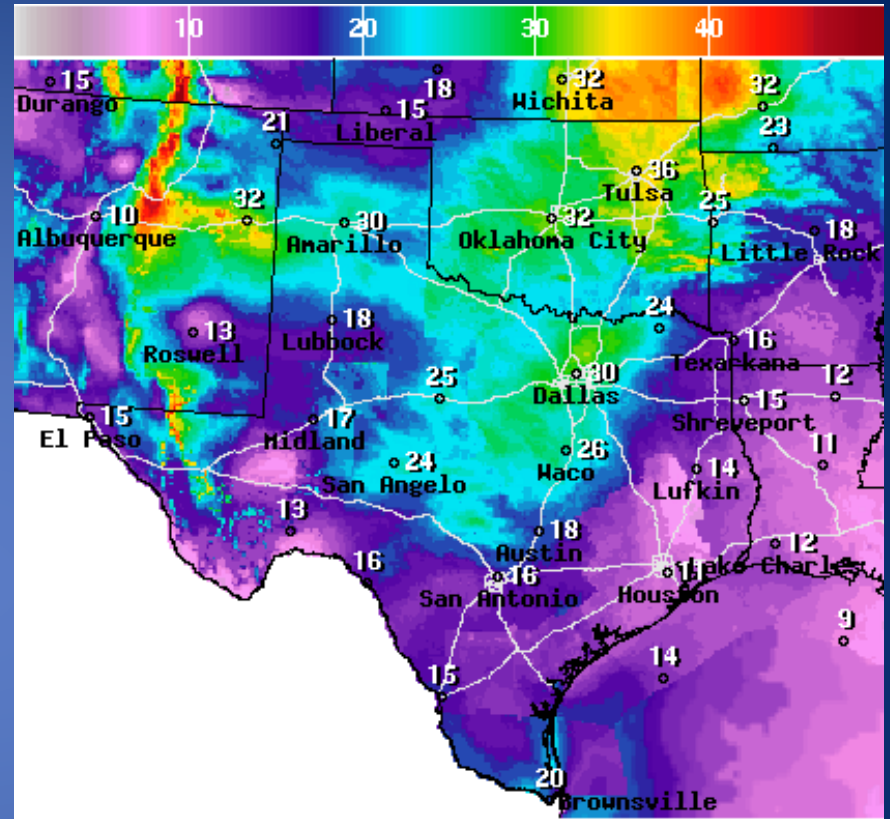 10 20 30 40
15 18 32 32
Durango Wichita
15
Liberal
21 23
36
Tulsa
10 32 30 32 25 18
Albuquerque Amarillo Oklahoma City Little Rock
13 18 24 16
Roswell Lubbock Texarkana
25 30 12
Dallas
15 17 15
El Paso Midland Shreveport
24 26 14 11
San Angelo Waco Lufkin
13 18 12
Austin
16 16 11 Lake Charles
San Antonio Houston
9
15 14
20
Brownsville